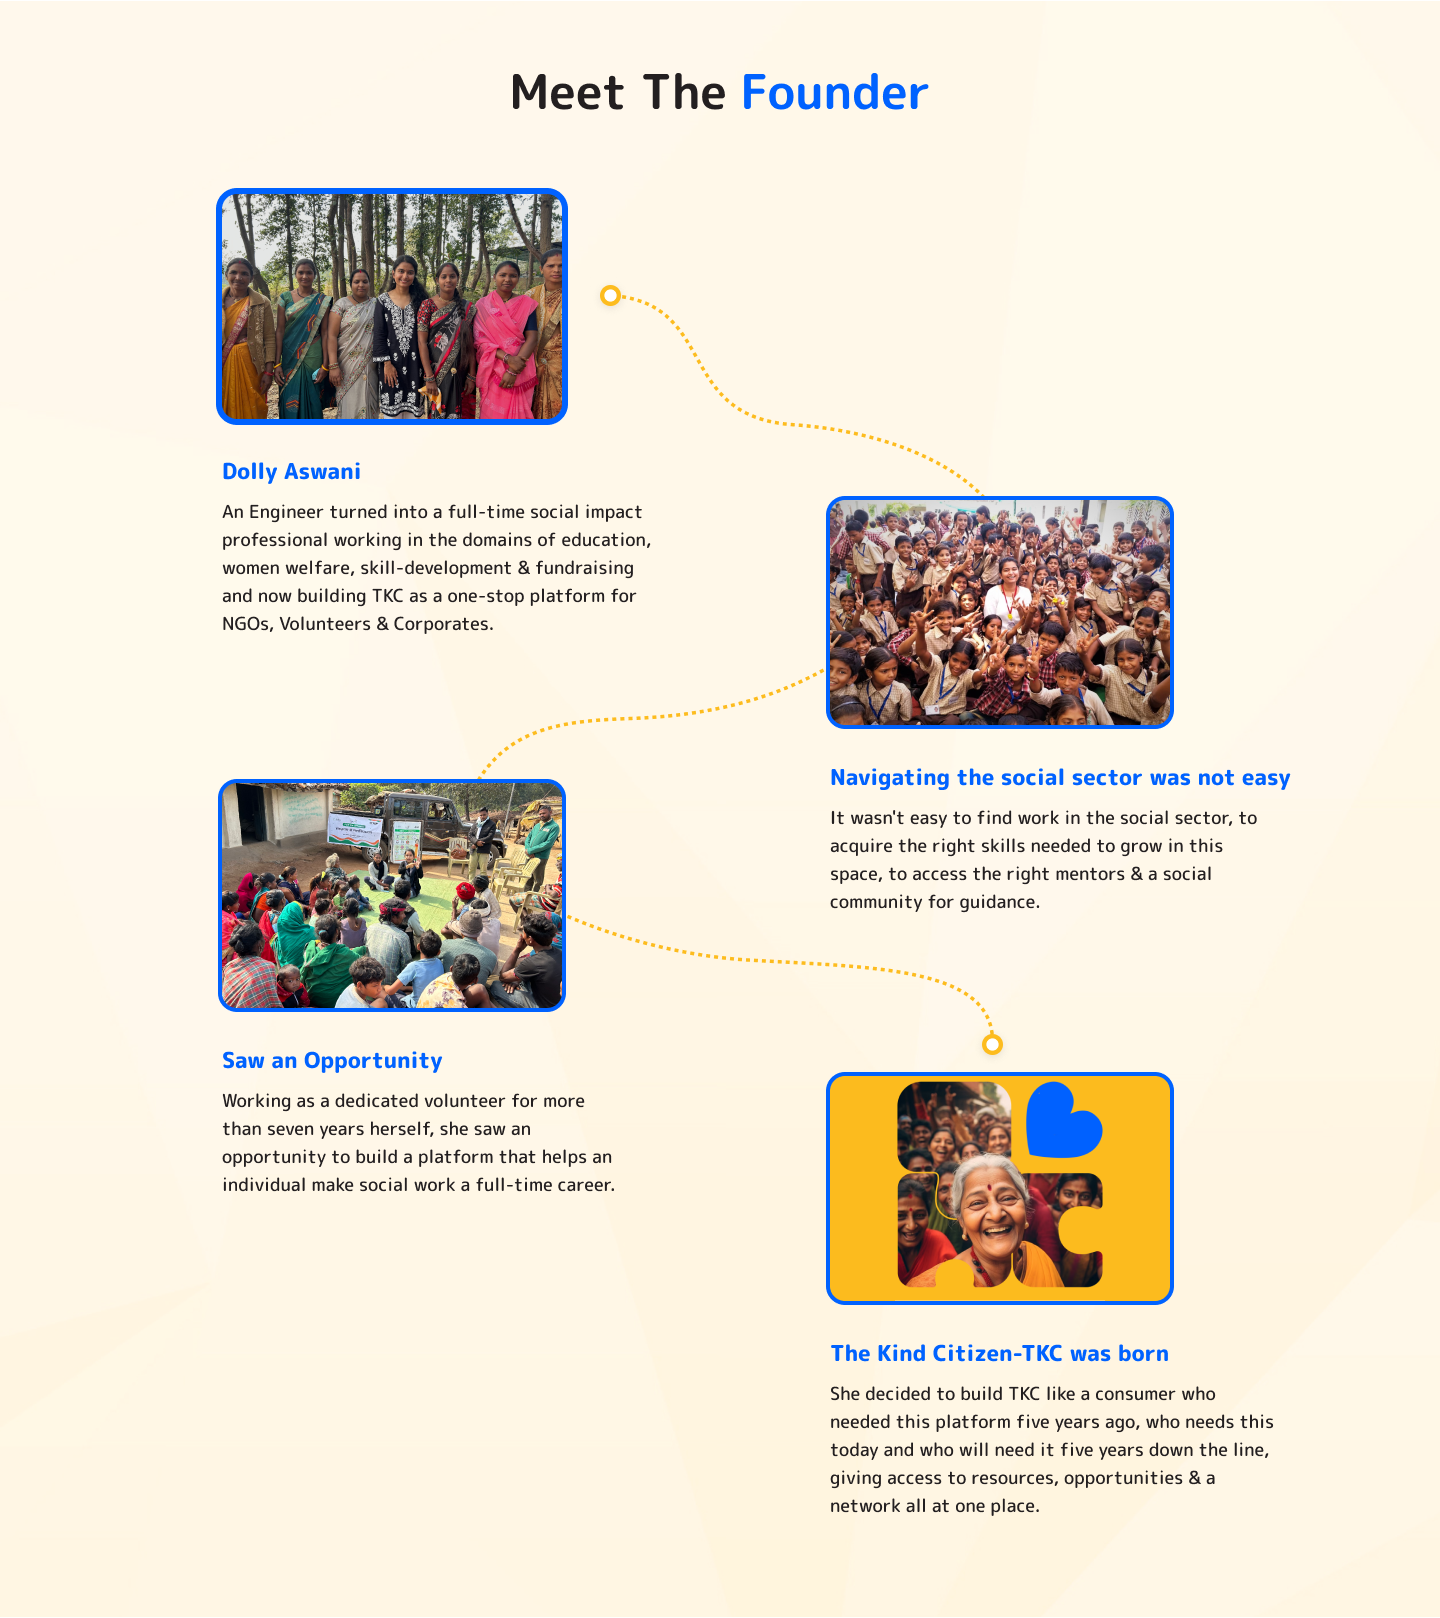 Meet The Founder
Dolly Aswani
An Engineer turned into a full-time social impact
professional working in the domains of education,
women welfare, skill-development & fundraising
and now building TKC as a one-stop platform for
NGOs, Volunteers & Corporates.
Navigating the social sector was not easy
It wasn't easy to find work in the social sector, to
acquire the right skills needed to grow in this
space, to access the right mentors & a social
community for guidance.
Saw an Opportunity
Working as a dedicated volunteer for more
than seven years herself, she saw an
opportunity to build a platform that helps an
individual make social work a full-time career.
The Kind Citizen-TKC was born
She decided to build TKC like a consumer who
needed this platform five years ago, who needs this
today and who will need it five years down the line,
giving access to resources, opportunities & a
network all at one place.